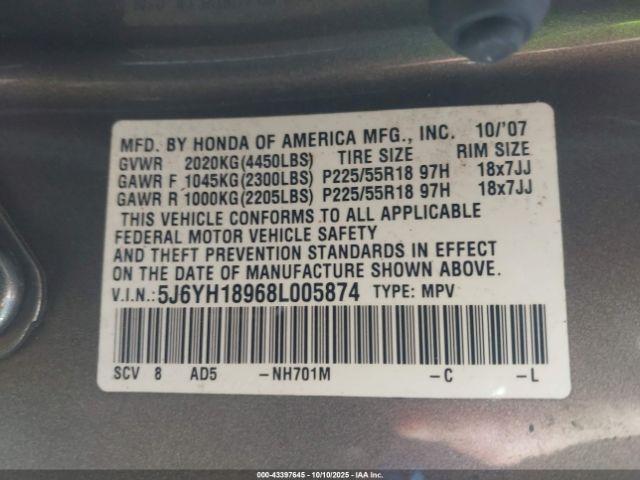 MFD. BY HONDA OF AMERICA MFG., INC. 10/'07
GVWR 2020KG(4450LBS) TIRE SIZE RIM SIZE
GAWR F 1045KG(2300LBS) P225/55R18 97H 18x7JJ
GAWR R 1000KG(2205LBS) P225/55R18 97H 18x7JJ
THIS VEHICLE CONFORMS TO ALL APPLICABLE
FEDERAL MOTOR VEHICLE SAFETY
AND THEFT PREVENTION STANDARDS IN EFFECT
ON THE DATE OF MANUFACTURE SHOWN ABOVE.
V.I.N.:5J6YH18968L005874 TYPE: MPV
SCV 8 AD5 -NH701M -C -L
000-43397645 - 10/10/2025 - IAAI, Inc.